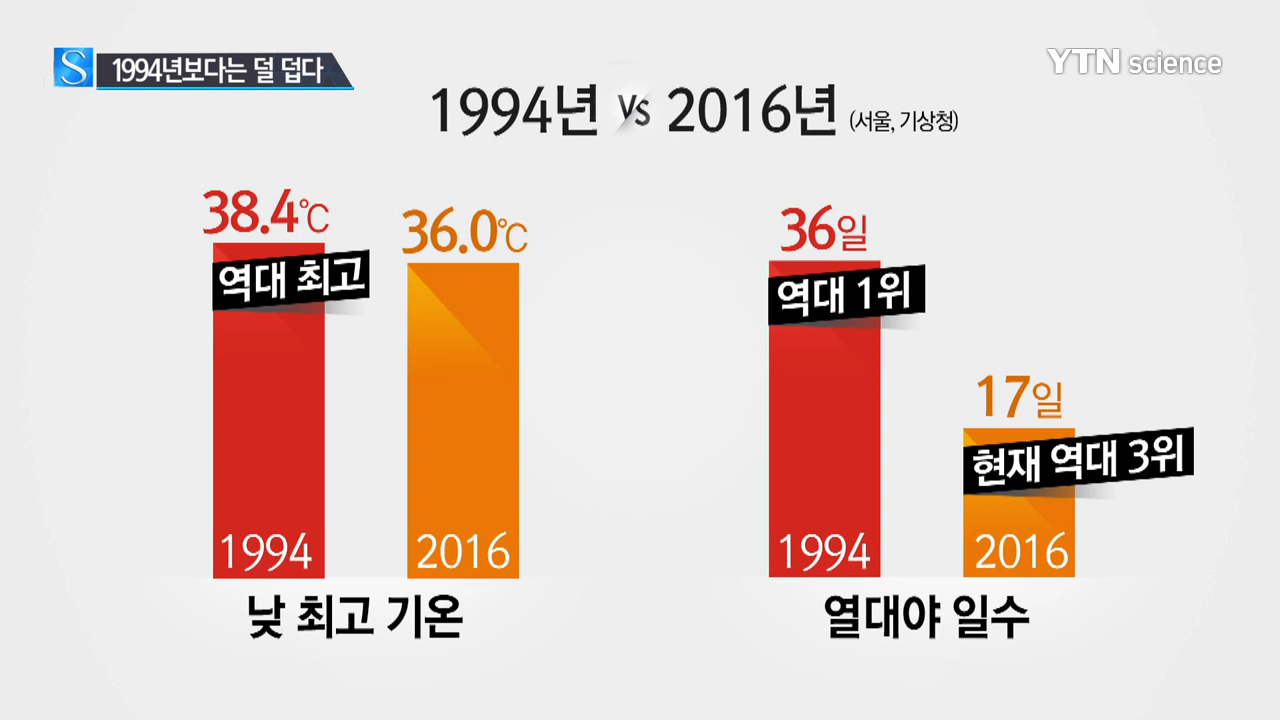 S 1994년보다는 덜 덥다
YTN science
1994년 VS 2016년 (서울, 기상청)
38.4℃
36.0℃
역대 최고
1994
2016
낮 최고 기온
36일
역대 1위
17일
현재 역대 3위
1994
2016
열대야 일수